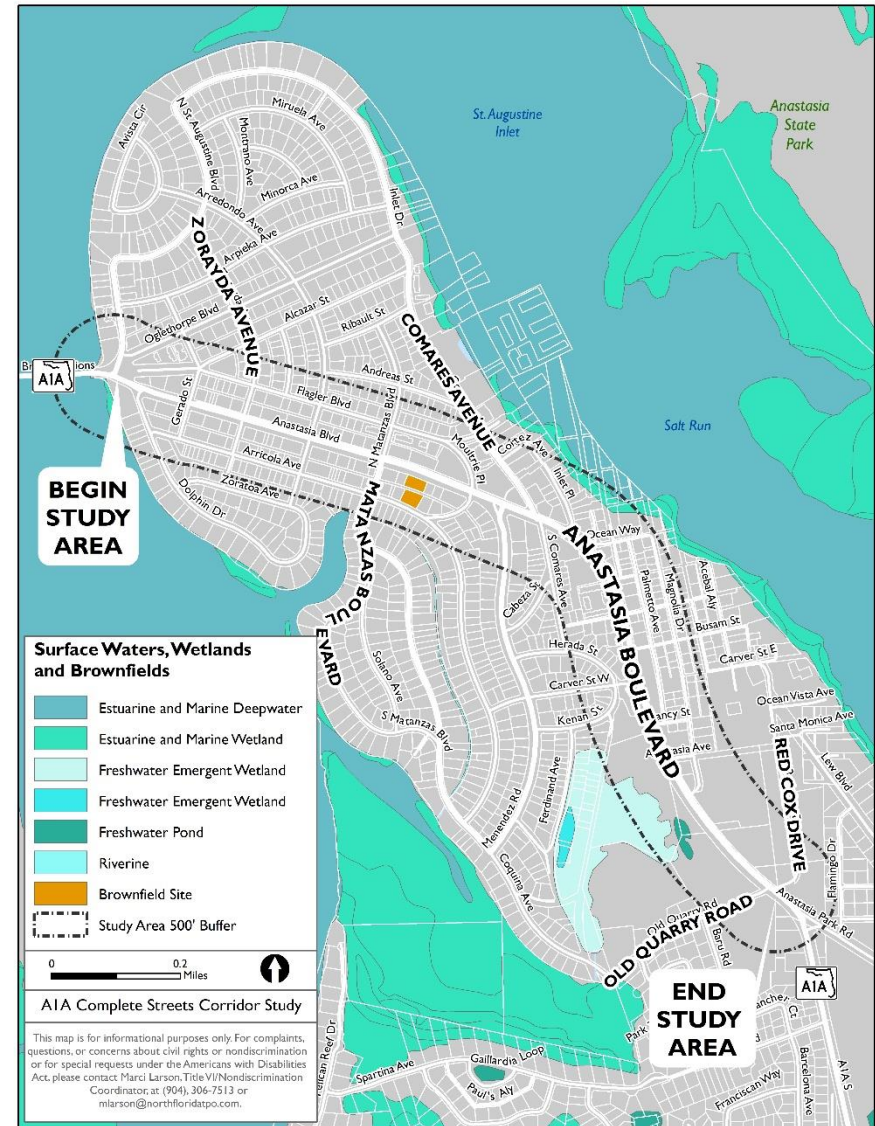 St. Augustine
Inlet
Anastasia
State
Park
Avista Cir
N St. Augustine Blvd
Miruela Ave
Montrano Ave
Minorca Ave
Inlet Dr
Arredondo Ave
Arpieka Ave
ZORAYDA AVENUE
Oglethorpe Blvd
Alcazar St
Ribault St
COMARES AVENUE
A1A
Gerado St
Andreas St
Flagler Blvd
N Matanzas Blvd
Anastasia Blvd
Moultrie Pl
Cortez Ave
Salt Run
Arricola Ave
Inlet Pl
Zoratoa Ave
Dolphin Dr
BEGIN
STUDY
AREA
MATANZAS BOULEVARD
Ocean Way
ANASTASIA BOULEVARD
S Comares Ave
Palmetto Ave
Magnolia Dr
Acebal Aly
Cabeza St
Busam St
Herada St
Carver St E
Solano Ave
Carver St W
Ocean Vista Ave
Kenan St
Santa Monica Ave
S Matanzas Blvd
RED COX DRIVE
Lew Blvd
Ferdinand Ave
Menendez Rd
Flamingo Dr
Coquina Ave
Anastasia Park Rd
Old Quarry Rd
OLD QUARRY ROAD
Baru Rd
END
STUDY
AREA
A1A
A1A S
Gaillardia Loop
Spartina Ave
Paul's Aly
Franciscan Way
Barcelona Ave
Surface Waters, Wetlands
and Brownfields
Estuarine and Marine Deepwater
Estuarine and Marine Wetland
Freshwater Emergent Wetland
Freshwater Emergent Wetland
Freshwater Pond
Riverine
Brownfield Site
Study Area 500' Buffer
0 0.2
Miles
A1A Complete Streets Corridor Study
This map is for informational purposes only. For complaints,
questions, or concerns about civil rights or nondiscrimination
or for special requests under the Americans with Disabilities
Act, please contact Marci Larson, Title VI/Nondiscrimination
Coordinator, at (904), 306-7513 or
mlarson@northfloridatpo.com.